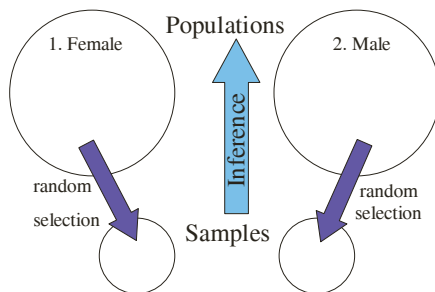 Populations
1. Female
2. Male
Inference
random
selection
random
selection
Samples